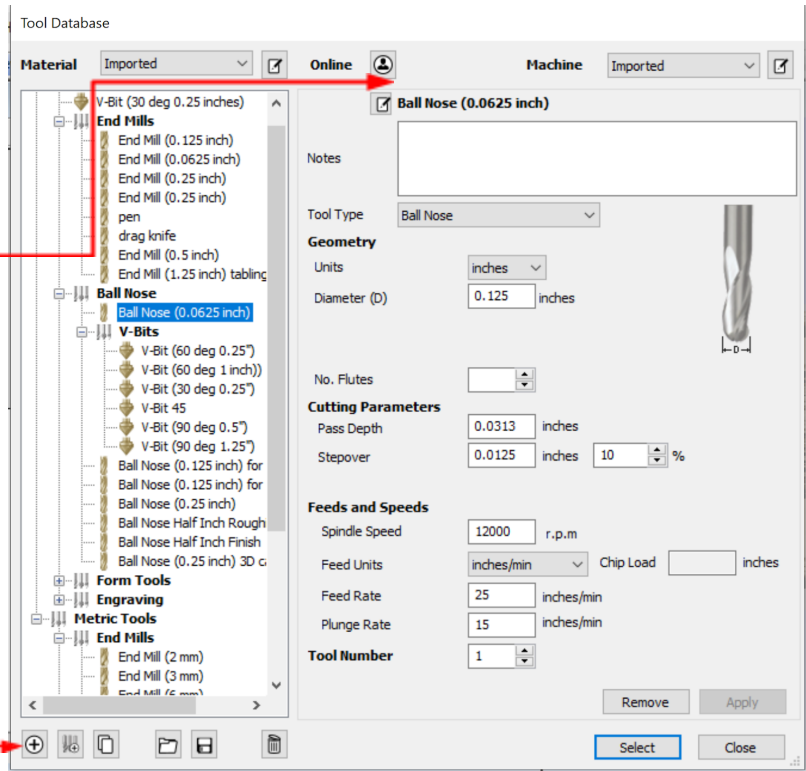 Tool Database
Material Imported Online Machine Imported
V-Bit (30 deg 0.25 inches)
End Mills
End Mill (0.125 inch)
End Mill (0.0625 inch)
End Mill (0.25 inch)
End Mill (0.25 inch)
pen
drag knife
End Mill (0.5 inch)
End Mill (1.25 inch) tabling
Ball Nose
Ball Nose (0.0625 inch)
V-Bits
V-Bit (60 deg 0.25")
V-Bit (60 deg 1 inch))
V-Bit (30 deg 0.25")
V-Bit 45
V-Bit (90 deg 0.5")
V-Bit (90 deg 1.25")
Ball Nose (0.125 inch) for
Ball Nose (0.125 inch) for
Ball Nose (0.25 inch)
Ball Nose Half Inch Rough
Ball Nose Half Inch Finish
Ball Nose (0.25 inch) 3D
Form Tools
Engraving
Metric Tools
End Mills
End Mill (2 mm)
End Mill (3 mm)
End Mill (6 mm)
Ball Nose (0.0625 inch)
Notes
Tool Type Ball Nose
Geometry
Units inches
Diameter (D) 0.125 inches
D
No. Flutes
Cutting Parameters
Pass Depth 0.0313 inches
Stepover 0.0125 inches 10 %
Feeds and Speeds
Spindle Speed 12000 r.p.m
Feed Units inches/min Chip Load inches
Feed Rate 25 inches/min
Plunge Rate 15 inches/min
Tool Number 1
Remove Apply
Select Close